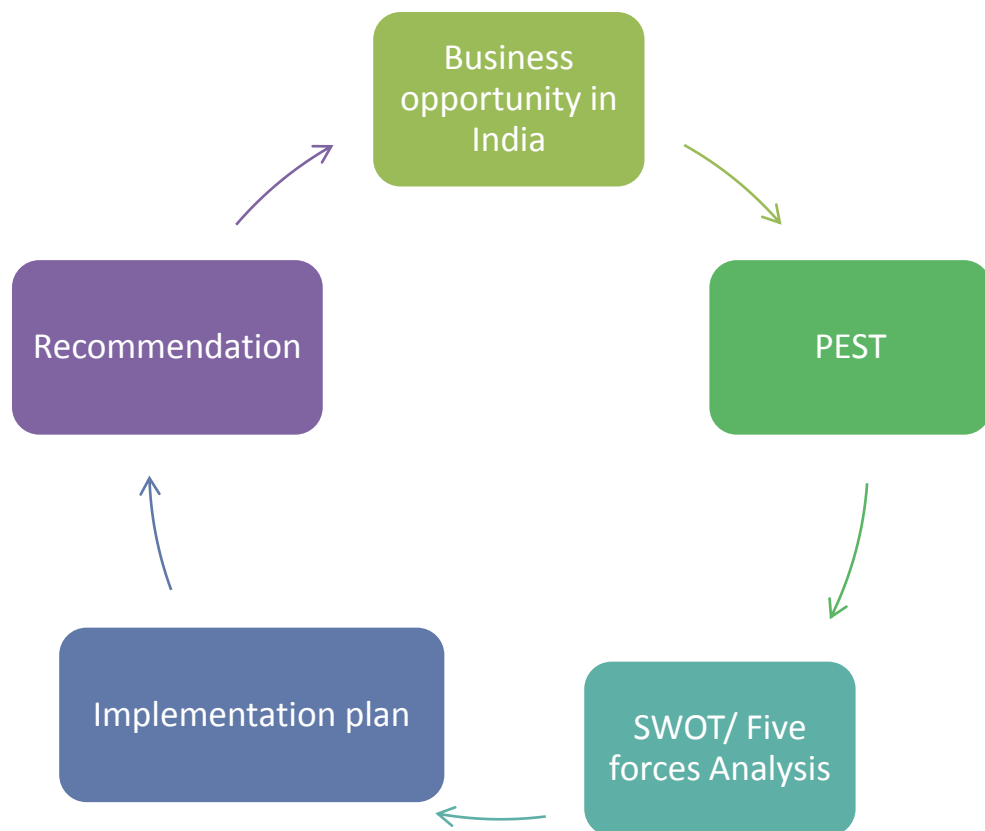 Business
opportunity in
India
PEST
SWOT/ Five
forces Analysis
Implementation plan
Recommendation